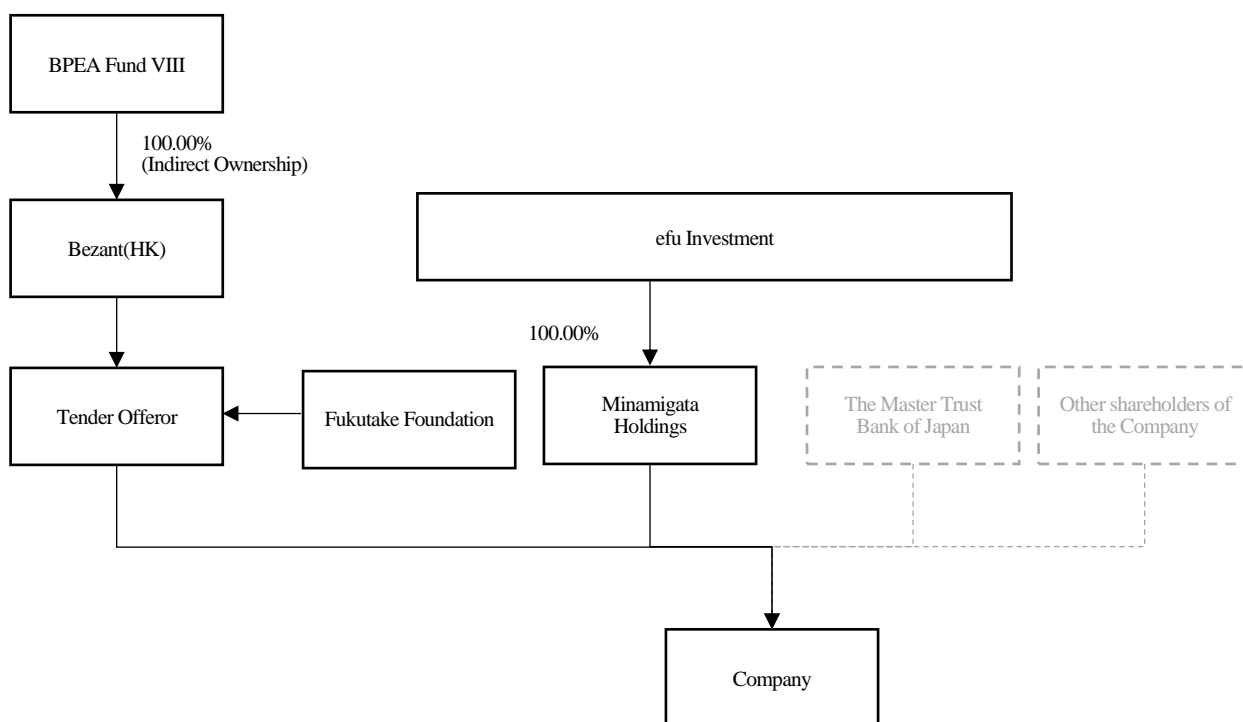 BPEA Fund VIII
100.00%
(Indirect Ownership)
Bezant(HK)
efu Investment
100.00%
Tender Offeror
Fukutake Foundation
Minamigata
Holdings
The Master Trust
Bank of Japan
Other shareholders of
the Company
Company